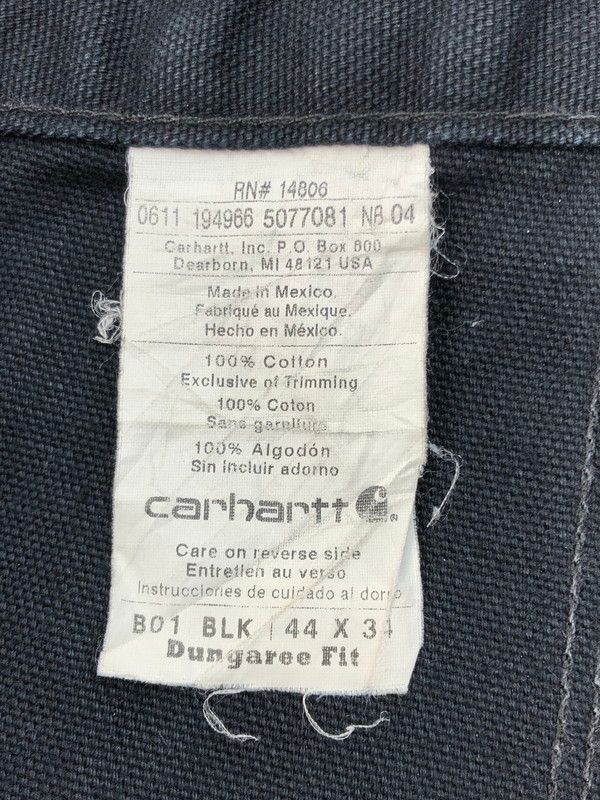 RN# 14806
0611 194966 5077081 N8 04
Carhartt, Inc. P.O. Box 600
Dearborn, MI 48121 USA
Made in Mexico.
Fabriqué au Mexique.
Hecho en México.
100% Cotton
Exclusive of Trimming
100% Coton
Sans garniture
100% Algodón
Sin incluir adorno
carhartt
Care on reverse side
Entretien au verso
Instrucciones de cuidado al dorso
B01 BLK | 44 X 34
Dungaree Fit